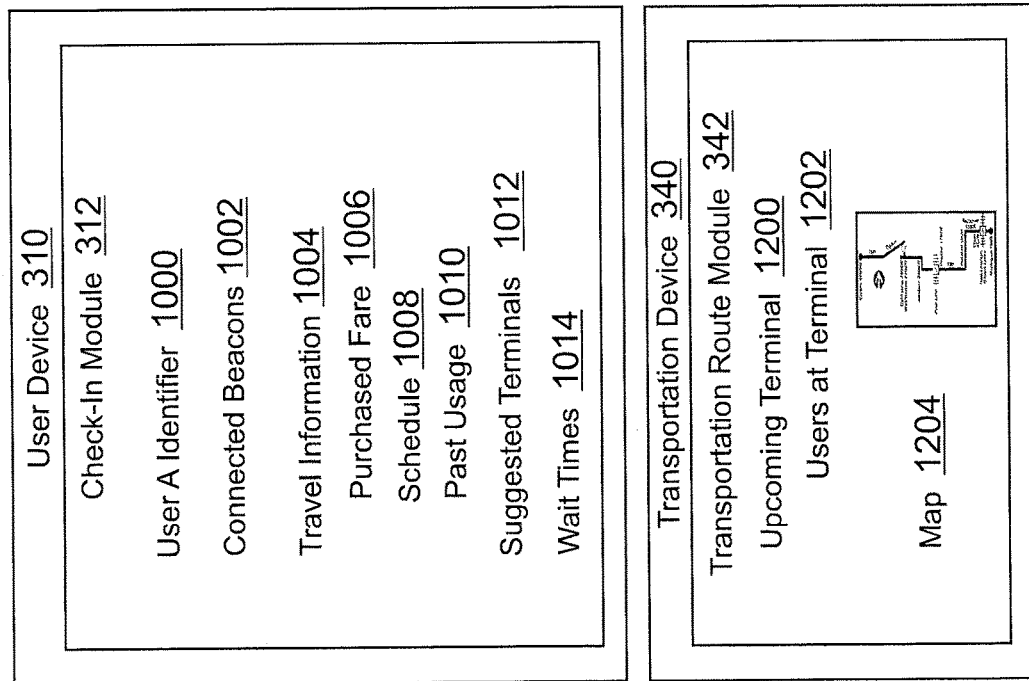 User Device 310
Check-In Module 312
User A Identifier 1000
Connected Beacons 1002
Travel Information 1004
Purchased Fare 1006
Schedule 1008
Past Usage 1010
Suggested Terminals 1012
Wait Times 1014
Transportation Device 340
Transportation Route Module 342
Upcoming Terminal 1200
Users at Terminal 1202
Map 1204